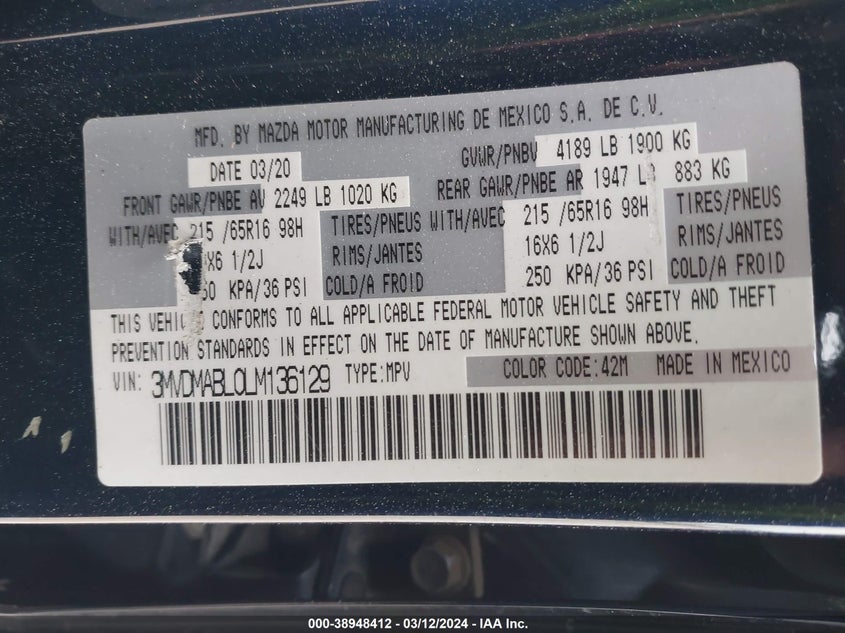 MFD. BY MAZDA MOTOR MANUFACTURING DE MEXICO S.A. DE C.V.
DATE 03/20 GVWR/PNBV 4189 LB 1900 KG
FRONT GAWR/PNBE AV 2249 LB 1020 KG REAR GAWR/PNBE AR 1947 LB 883 KG
WITH/AVEC 215 /65R16 98H TIRES/PNEUS WITH/AVEC 215 /65R16 98H TIRES/PNEUS
1/2J RIMS/JANTES 16X6 1/2J RIMS/JANTES
KPA/36 PSI COLD/A FROID 250 KPA/36 PSI COLD/A FROID
THIS CONFORMS TO ALL APPLICABLE FEDERAL MOTOR VEHICLE SAFETY AND THEFT
PREVENTION STANDARDS IN EFFECT ON THE DATE OF MANUFACTURE SHOWN ABOVE.
VIN: 3MVDMABL0LM136129 TYPE:MPV COLOR CODE:42M MADE IN MEXICO
000-38948412 - 03/12/2024 - IAA Inc.